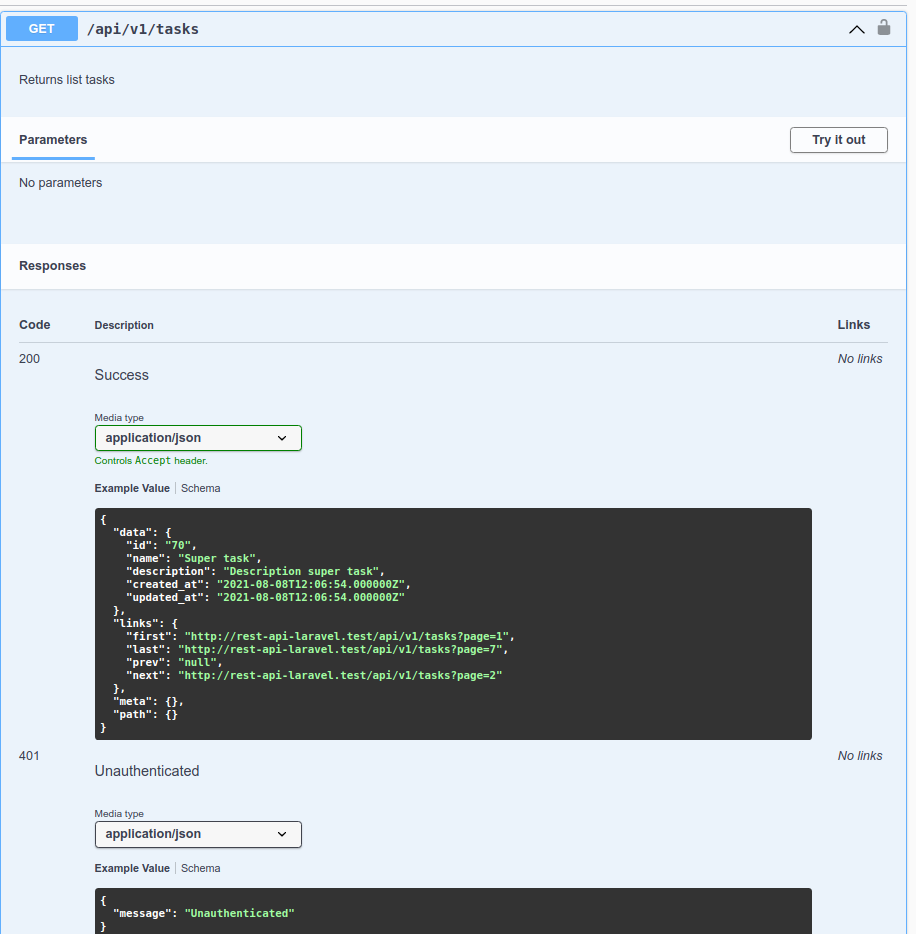 GET /api/v1/tasks
Returns list tasks
Parameters
Try it out
No parameters
Responses
Code Description Links
200 No links
Success
Media type
application/json
Controls Accept header.
Example Value | Schema
{
  "data": {
    "id": "70",
    "name": "Super task",
    "description": "Description super task",
    "created_at": "2021-08-08T12:06:54.000000Z",
    "updated_at": "2021-08-08T12:06:54.000000Z"
  },
  "links": {
    "first": "http://rest-api-laravel.test/api/v1/tasks?page=1",
    "last": "http://rest-api-laravel.test/api/v1/tasks?page=7",
    "prev": "null",
    "next": "http://rest-api-laravel.test/api/v1/tasks?page=2"
  },
  "meta": {},
  "path": {}
}
401 No links
Unauthenticated
Media type
application/json
Example Value | Schema
{
  "message": "Unauthenticated"
}